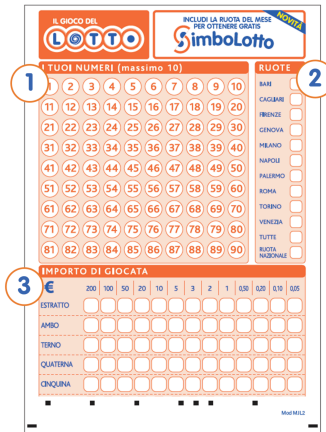 IL GIOCO DEL
LOTTO
INCLUDI LA RUOTA DEL MESE
PER OTTENERE GRATIS
SimboLotto
NOVITÀ
1
I TUOI NUMERI (massimo 10)
1 2 3 4 5 6 7 8 9 10
11 12 13 14 15 16 17 18 19 20
21 22 23 24 25 26 27 28 29 30
31 32 33 34 35 36 37 38 39 40
41 42 43 44 45 46 47 48 49 50
51 52 53 54 55 56 57 58 59 60
61 62 63 64 65 66 67 68 69 70
71 72 73 74 75 76 77 78 79 80
81 82 83 84 85 86 87 88 89 90
RUOTE
2
BARI
CAGLIARI
FIRENZE
GENOVA
MILANO
NAPOLI
PALERMO
ROMA
TORINO
VENEZIA
TUTTE
RUOTA
NAZIONALE
3
IMPORTO DI GIOCATA
€ 200 100 50 20 10 5 3 2 1 0,50 0,20 0,10 0,05
ESTRATTO
AMBO
TERNO
QUATERNA
CINQUINA
Mod M.IL2